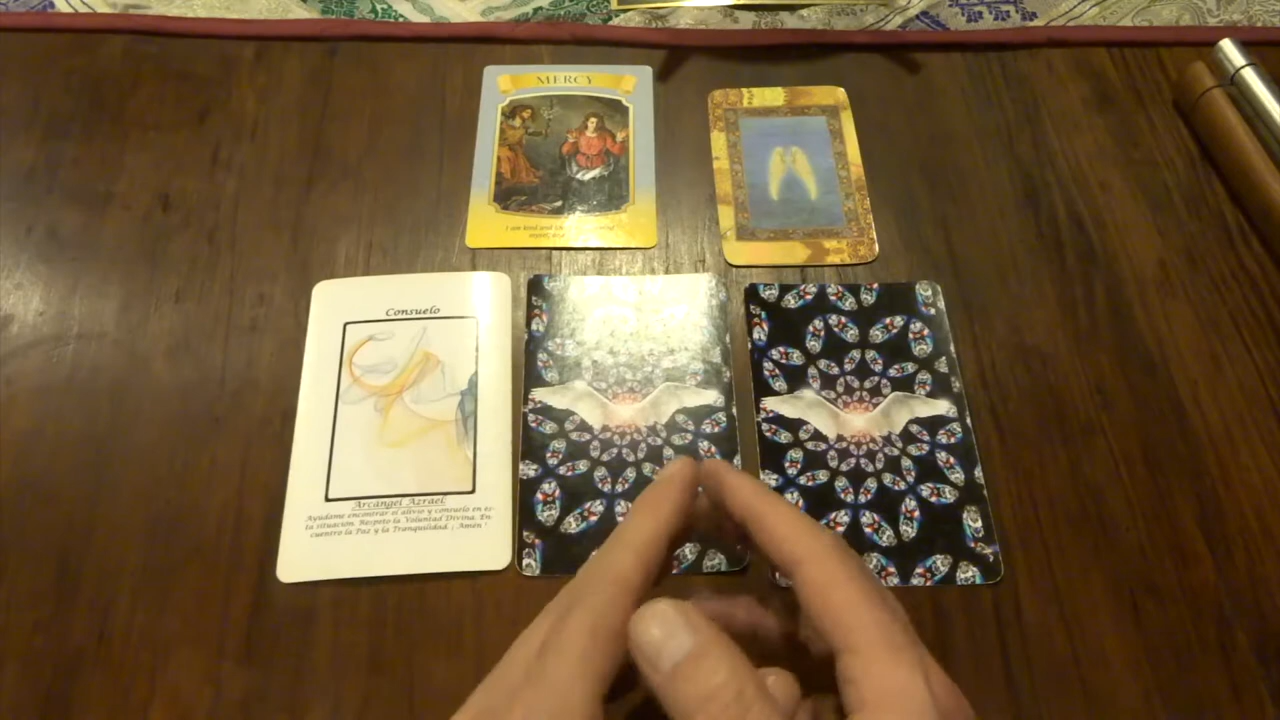 MERCY
I am kind and
Consuelo
Arcángel Azrael:
Ayúdame encontrar el alivio y consuelo en es-
ta situación. Respeto la Voluntad Divina. En-
cuentro la Paz y la Tranquilidad ¡ Amén !